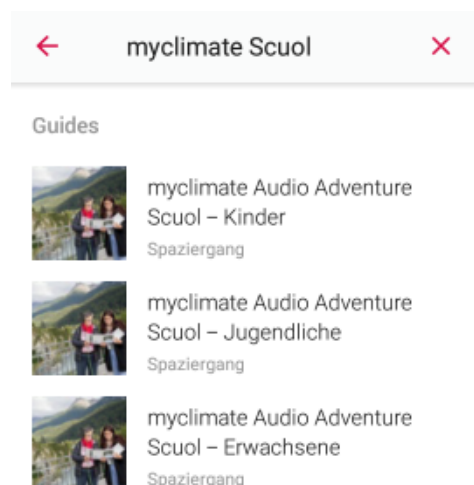 myclimate Scuol
Guides
myclimate Audio Adventure
Scuol – Kinder
Spaziergang
myclimate Audio Adventure
Scuol – Jugendliche
Spaziergang
myclimate Audio Adventure
Scuol – Erwachsene
Spaziergang